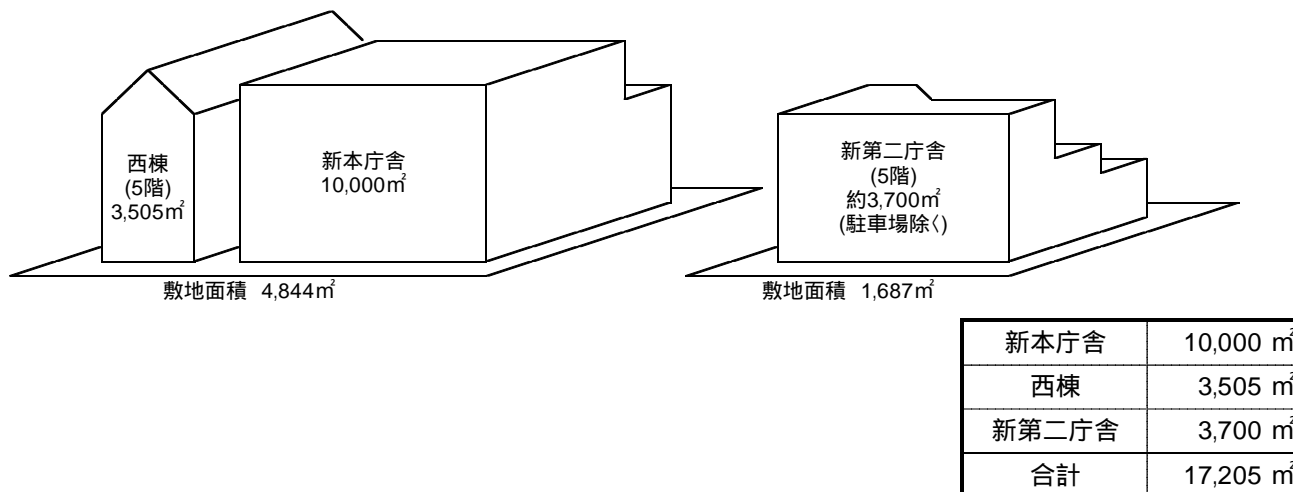 西棟
(5階)
3,505㎡
新本庁舎
10,000㎡
新第二庁舎
(5階)
約3,700㎡
(駐車場除く)
敷地面積 4,844㎡
敷地面積 1,687㎡
新本庁舎 10,000 ㎡
西棟 3,505 ㎡
新第二庁舎 3,700 ㎡
合計 17,205 ㎡